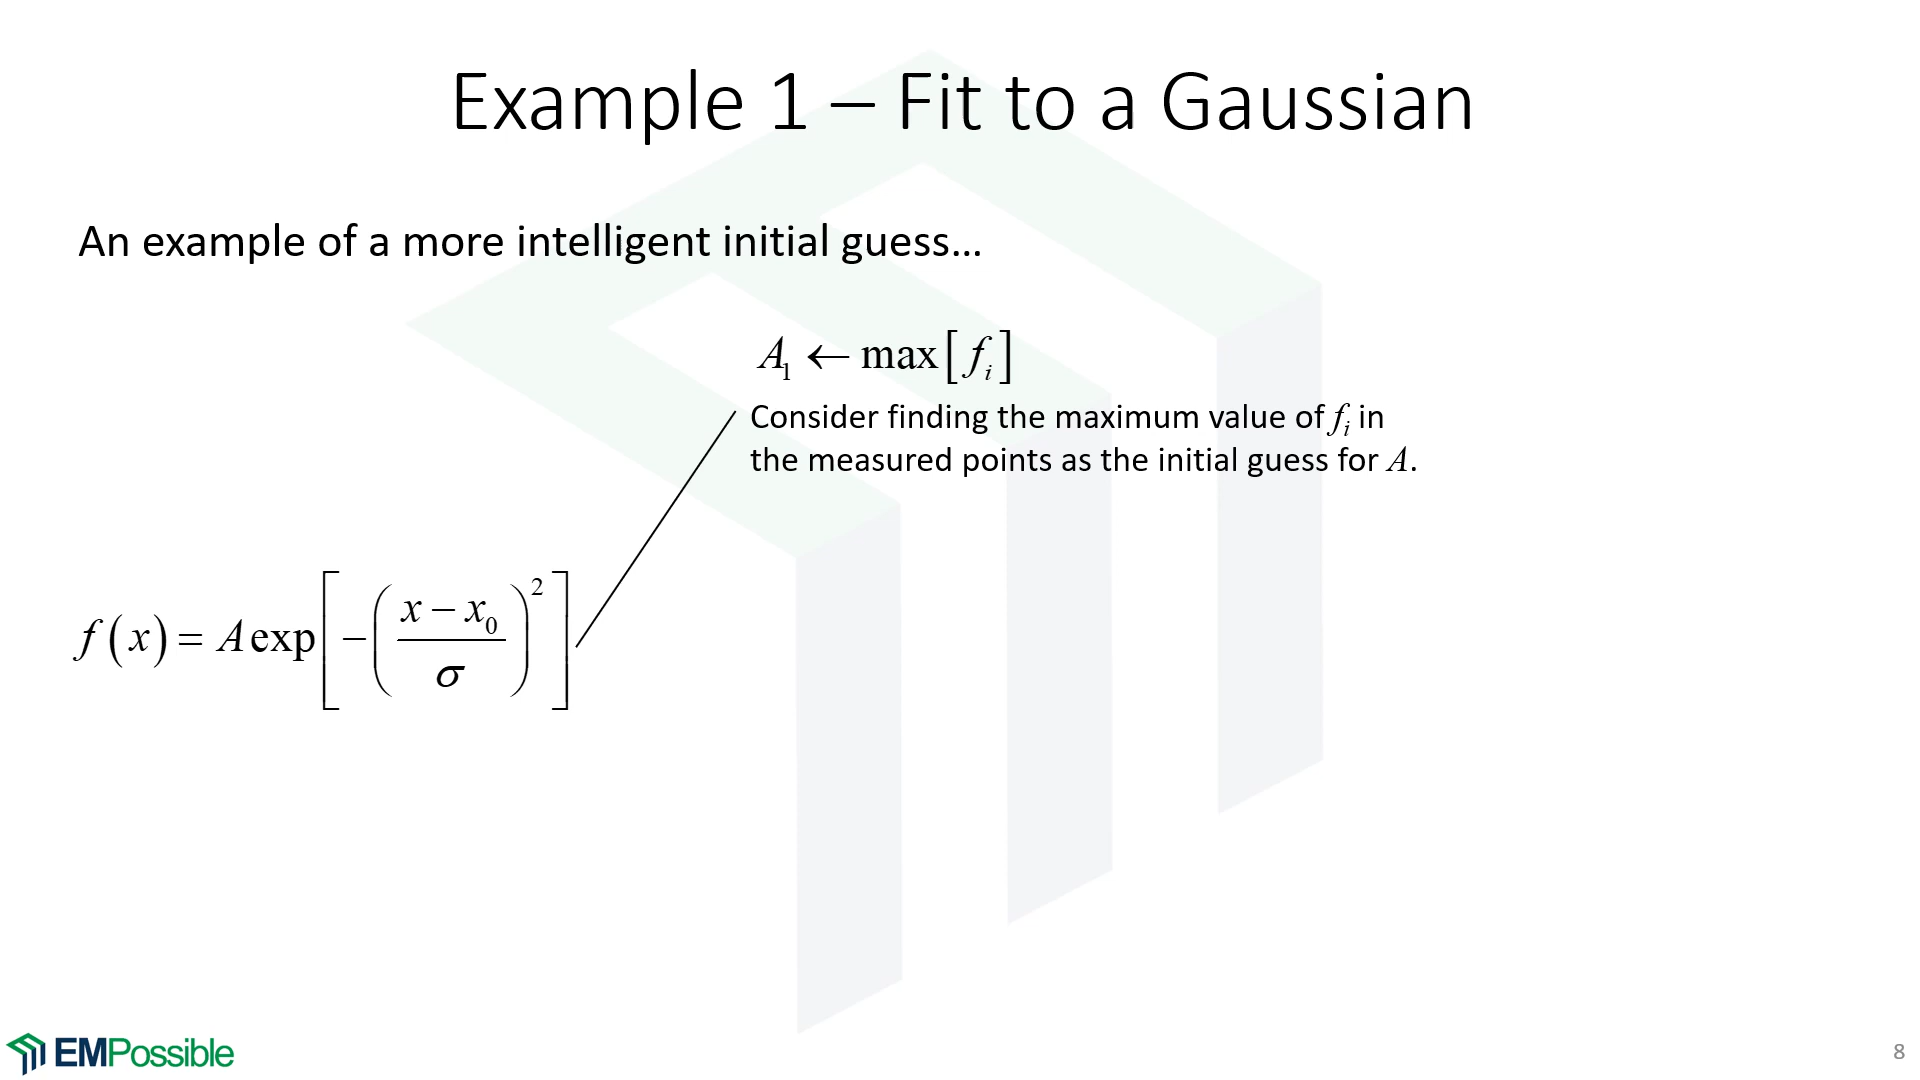 Example 1 – Fit to a Gaussian
An example of a more intelligent initial guess...
A₁ ← max[fᵢ]
Consider finding the maximum value of fᵢ in
the measured points as the initial guess for A.
f(x) = A exp[−((x − x₀)/σ)²]
EMPossible
8